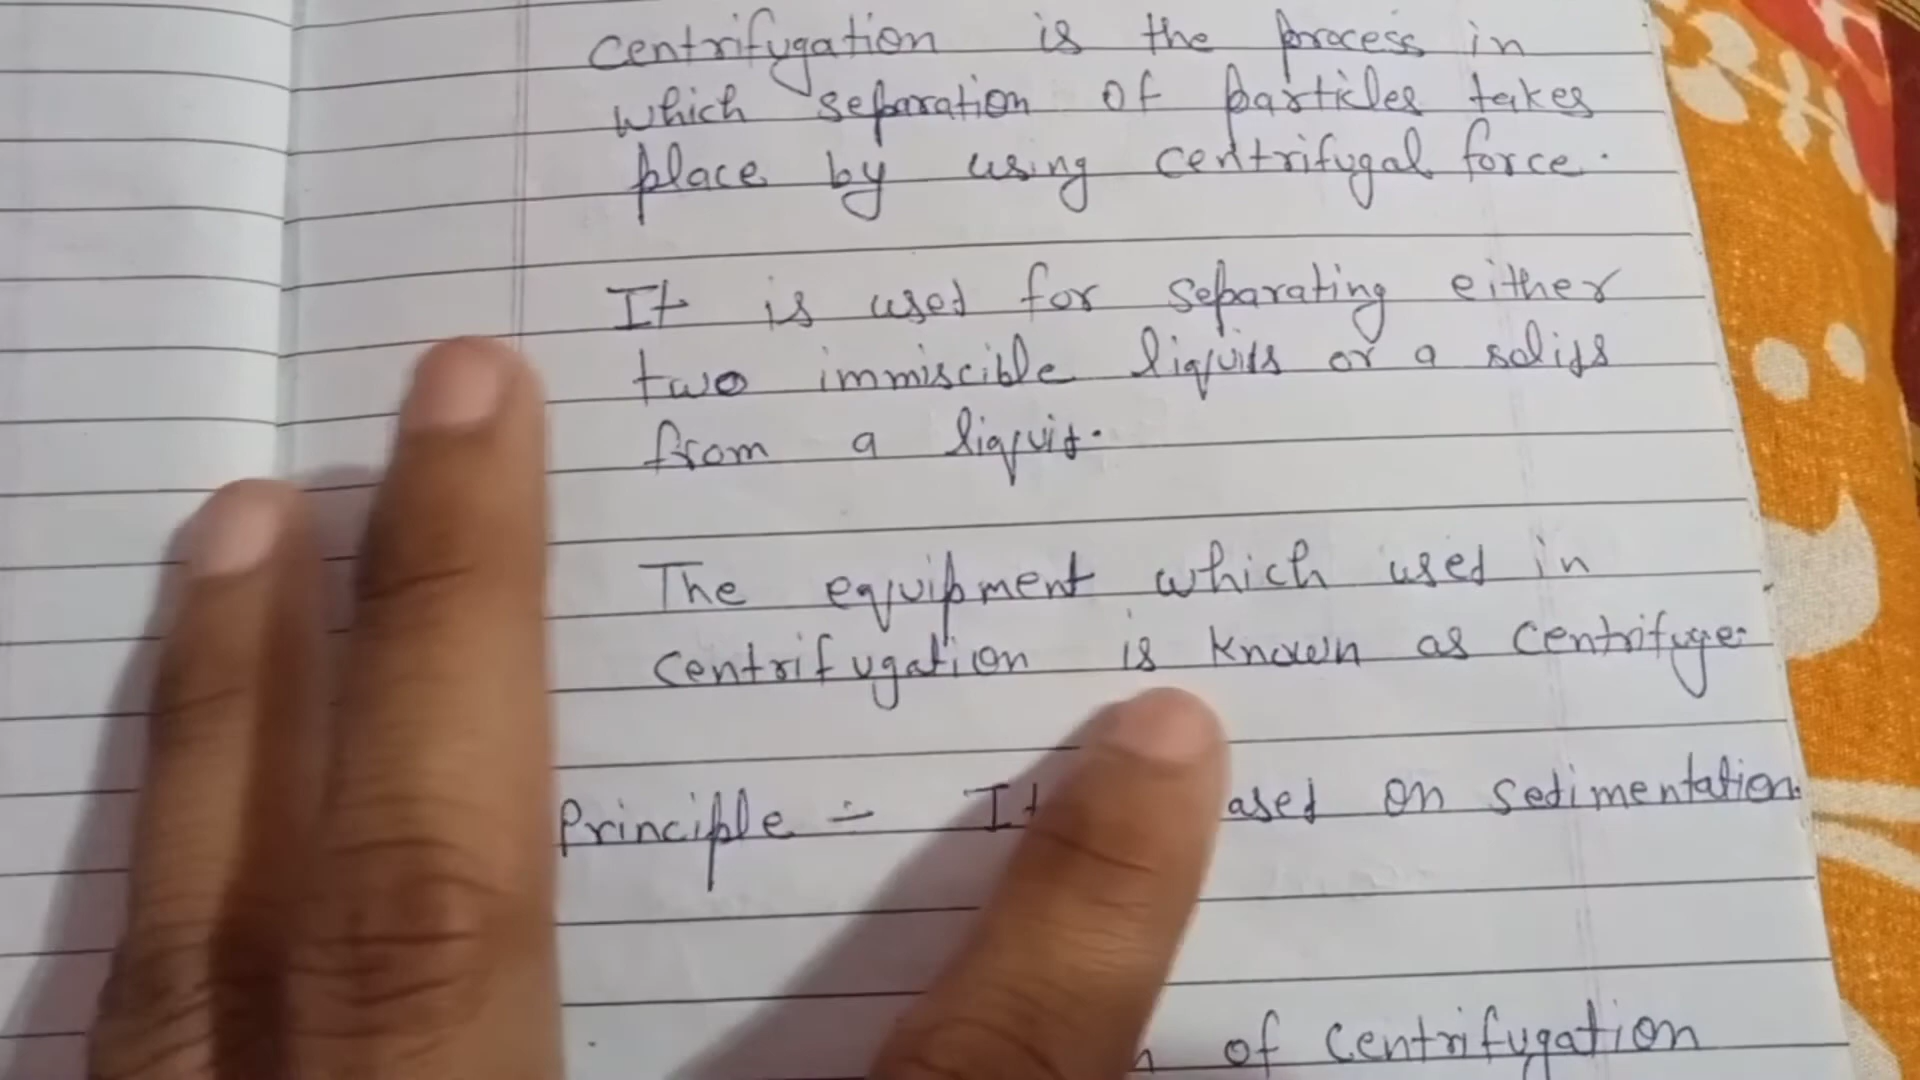 Centrifugation is the process in
which separation of particles takes
place by using centrifugal force.
It is used for separating either
two immiscible liquids or a solids
from a liquid.
The equipment which used in
centrifugation is known as centrifuge.
Principle :- It ased on sedimentation.
of Centrifugation